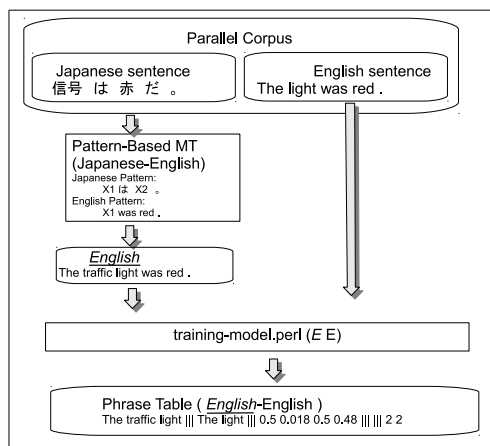 Parallel Corpus
Japanese sentence
信号 は 赤 だ 。
English sentence
The light was red .
Pattern-Based MT
(Japanese-English)
Japanese Pattern:
X1 は X2 。
English Pattern:
X1 was red .
English
The traffic light was red .
training-model.perl (E E)
Phrase Table ( English-English )
The traffic light ||| The light ||| 0.5 0.018 0.5 0.48 ||| ||| 2 2